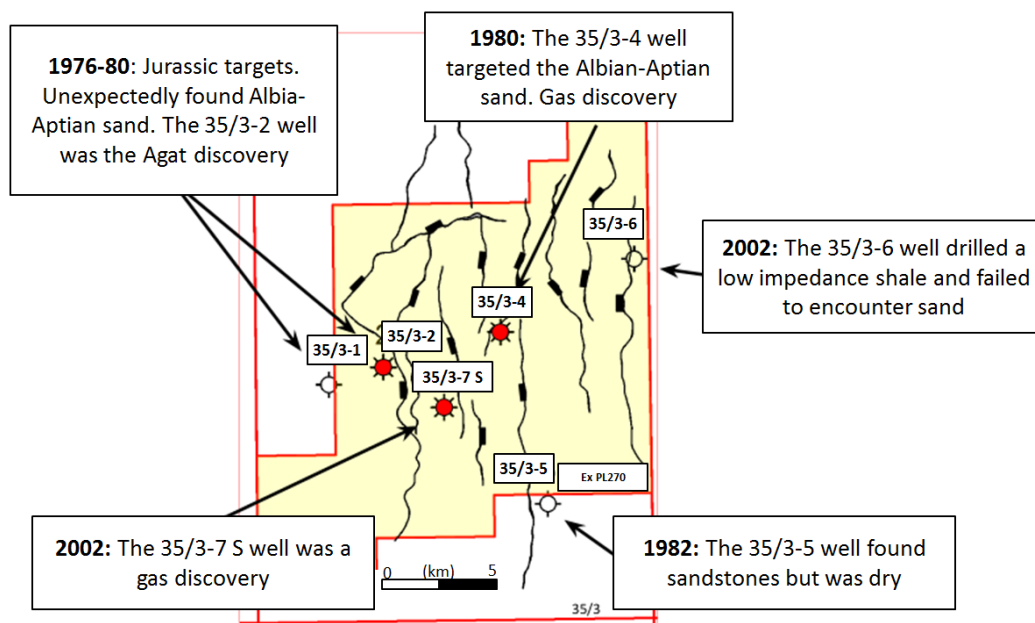 1976-80: Jurassic targets.
Unexpectedly found Albia-
Aptian sand. The 35/3-2 well
was the Agat discovery
1980: The 35/3-4 well
targeted the Albian-Aptian
sand. Gas discovery
35/3-6
2002: The 35/3-6 well drilled a
low impedance shale and failed
to encounter sand
35/3-4
35/3-2
35/3-1
35/3-7 S
35/3-5
Ex PL270
2002: The 35/3-7 S well was a
gas discovery
0 (km) 5
1982: The 35/3-5 well found
sandstones but was dry
35/3